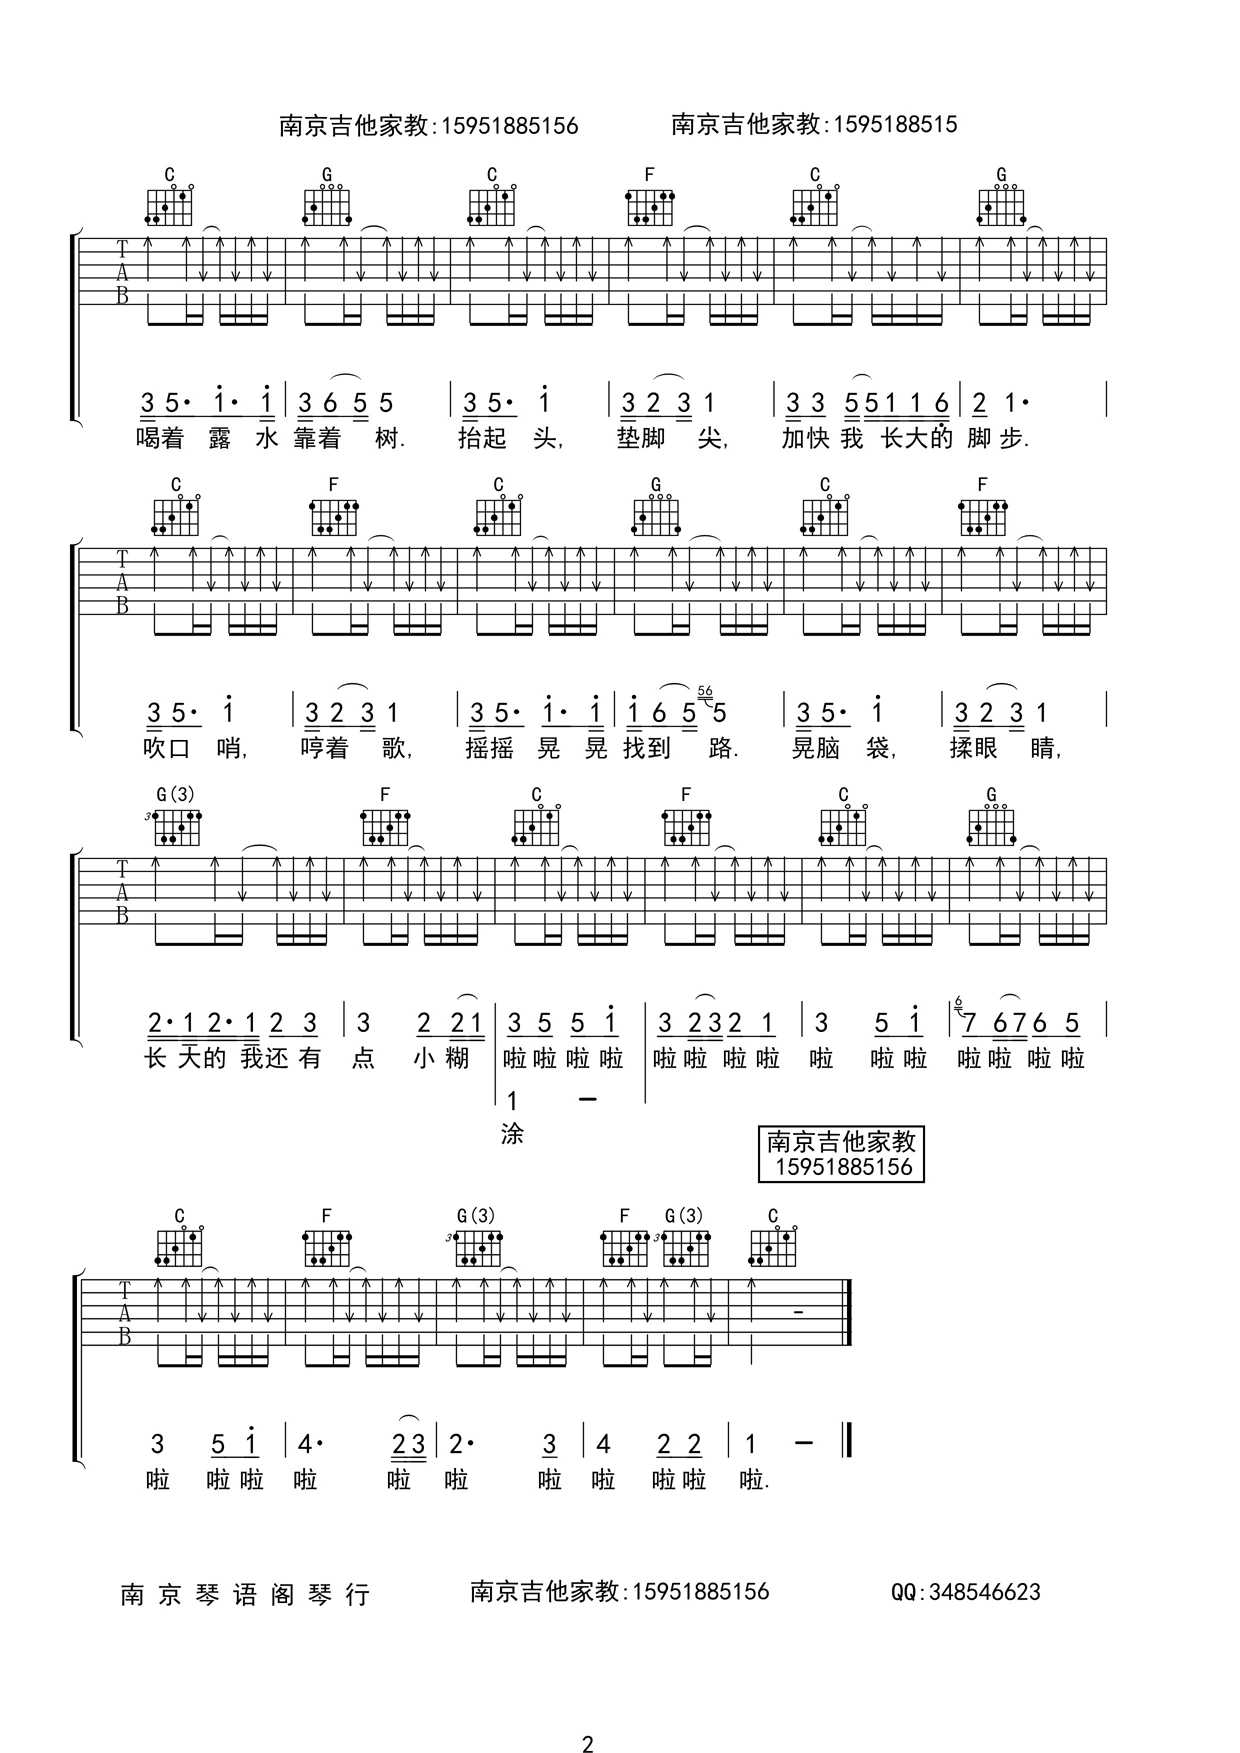 南京吉他家教:15951885156 南京吉他家教:1595188515
C G C F C G
T
A
B
3 5· 1· 1 3 6 5 5 3 5· 1 3 2 3 1 3 3 5 5 1 1 6 2 1·
喝着 露 水 靠着 树. 抬起 头, 垫脚 尖, 加快 我 长大的 脚 步.
C F C G C F
T
A
B
3 5· 1 3 2 3 1 3 5· 1· 1 1 6 5 56 5 3 5· 1 3 2 3 1
吹口 哨, 哼着 歌, 摇摇 晃 晃 找到 路. 晃脑 袋, 揉眼 睛,
G(3) F C F C G
3
T
A
B
2· 1 2· 1 2 3 3 2 2 1 3 5 5 1 3 2 3 2 1 3 5 1 6 7 6 7 6 5
长 大的 我还 有 点 小 糊 啦 啦 啦 啦 啦 啦 啦 啦 啦 啦 啦 啦 啦 啦 啦
1 –
涂
南京吉他家教
15951885156
C F G(3) F G(3) C
3 3
T
A
B
–
3 5 1 4· 2 3 2· 3 4 2 2 1 –
啦 啦 啦 啦 啦 啦 啦 啦 啦 啦 啦.
南 京 琴 语 阁 琴 行 南京吉他家教:15951885156 QQ:348546623
2